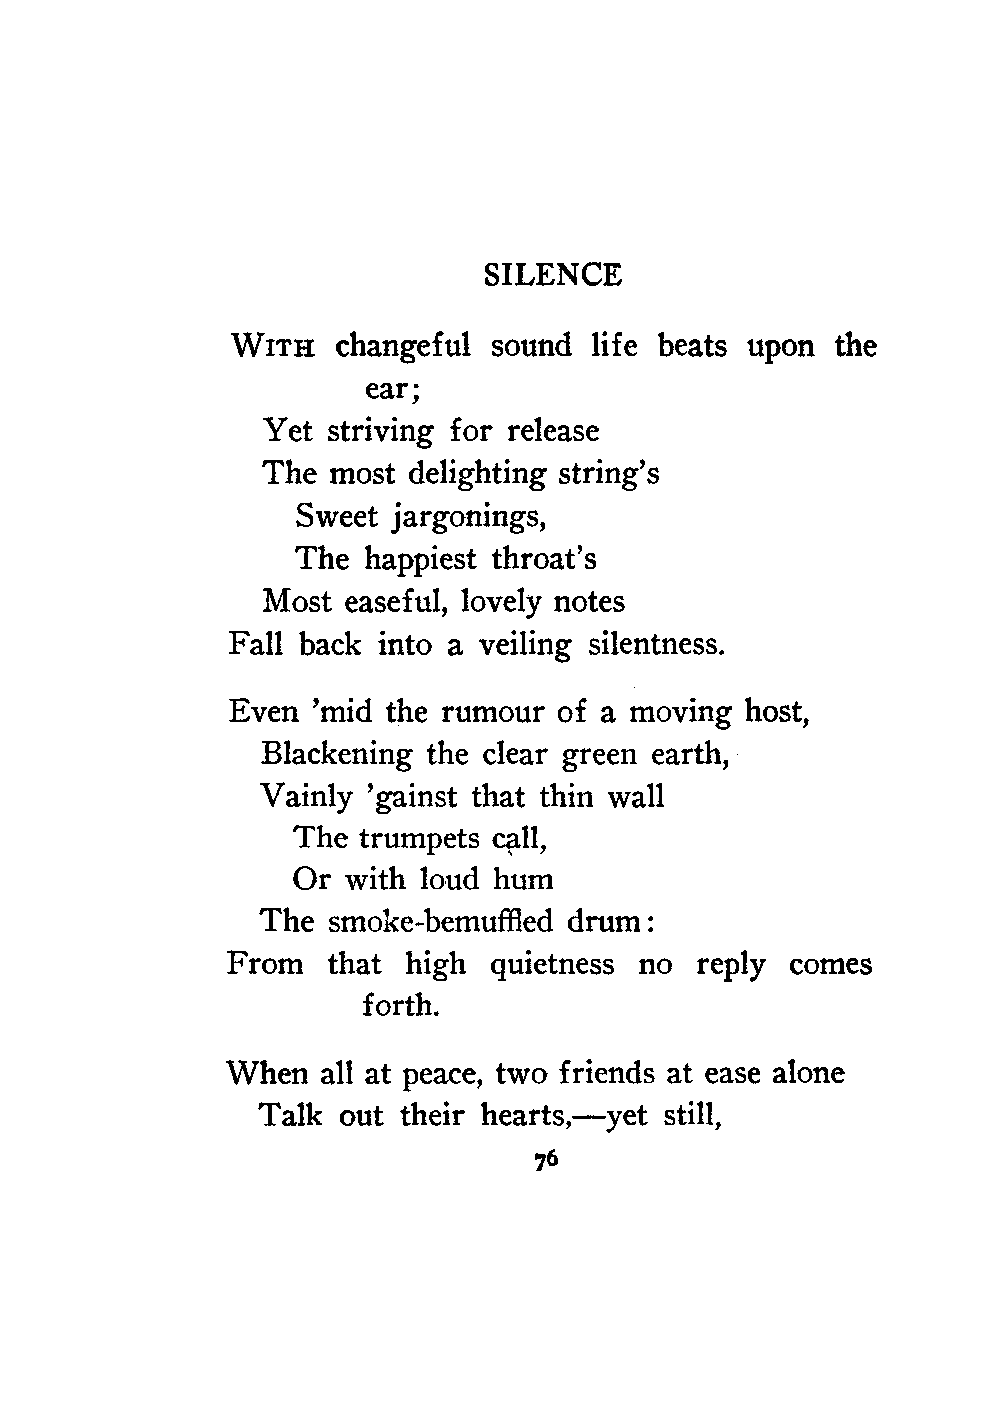 SILENCE
WITH changeful sound life beats upon the
ear;
Yet striving for release
The most delighting string's
Sweet jargonings,
The happiest throat's
Most easeful, lovely notes
Fall back into a veiling silentness.
Even 'mid the rumour of a moving host,
Blackening the clear green earth,
Vainly 'gainst that thin wall
The trumpets call,
Or with loud hum
The smoke-bemuffled drum:
From that high quietness no reply comes
forth.
When all at peace, two friends at ease alone
Talk out their hearts,—yet still,
76